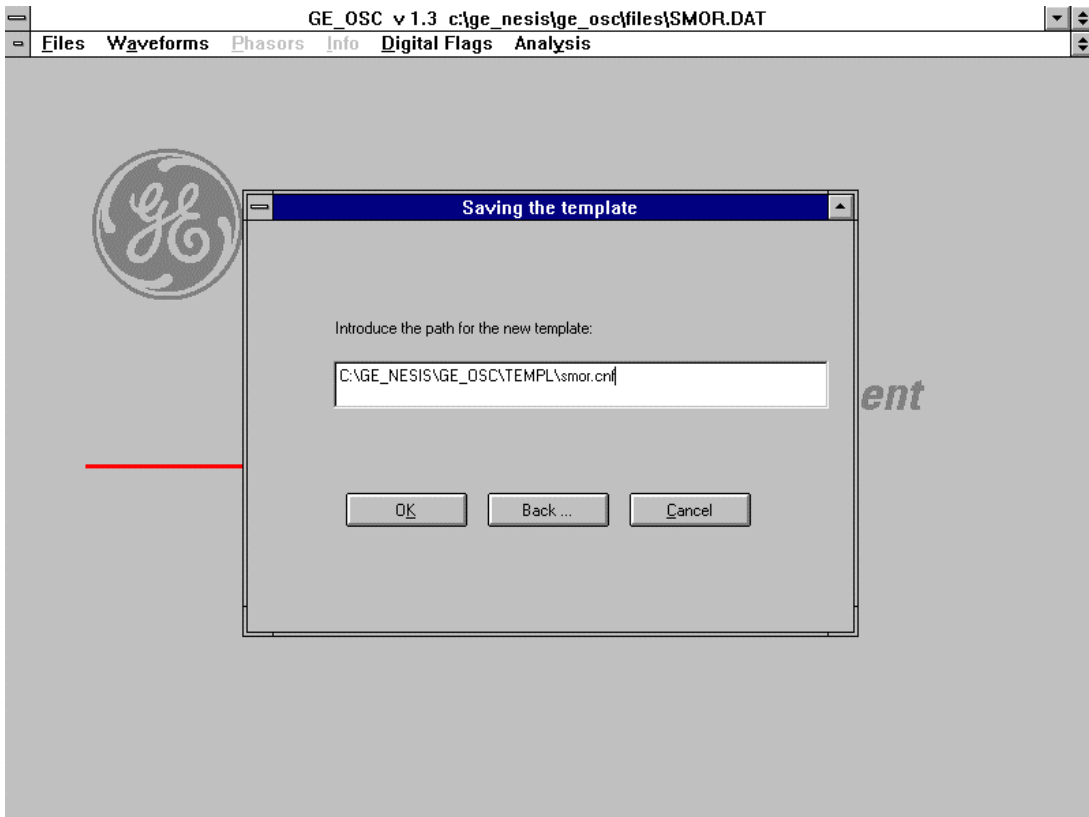 GE_OSC v 1.3 c:\ge_nesis\ge_osc\files\SMOR.DAT
Files Waveforms Phasors Info Digital Flags Analysis
GE
Saving the template
Introduce the path for the new template:
C:\GE_NESIS\GE_OSC\TEMPL\smor.cnf
ent
OK Back ... Cancel